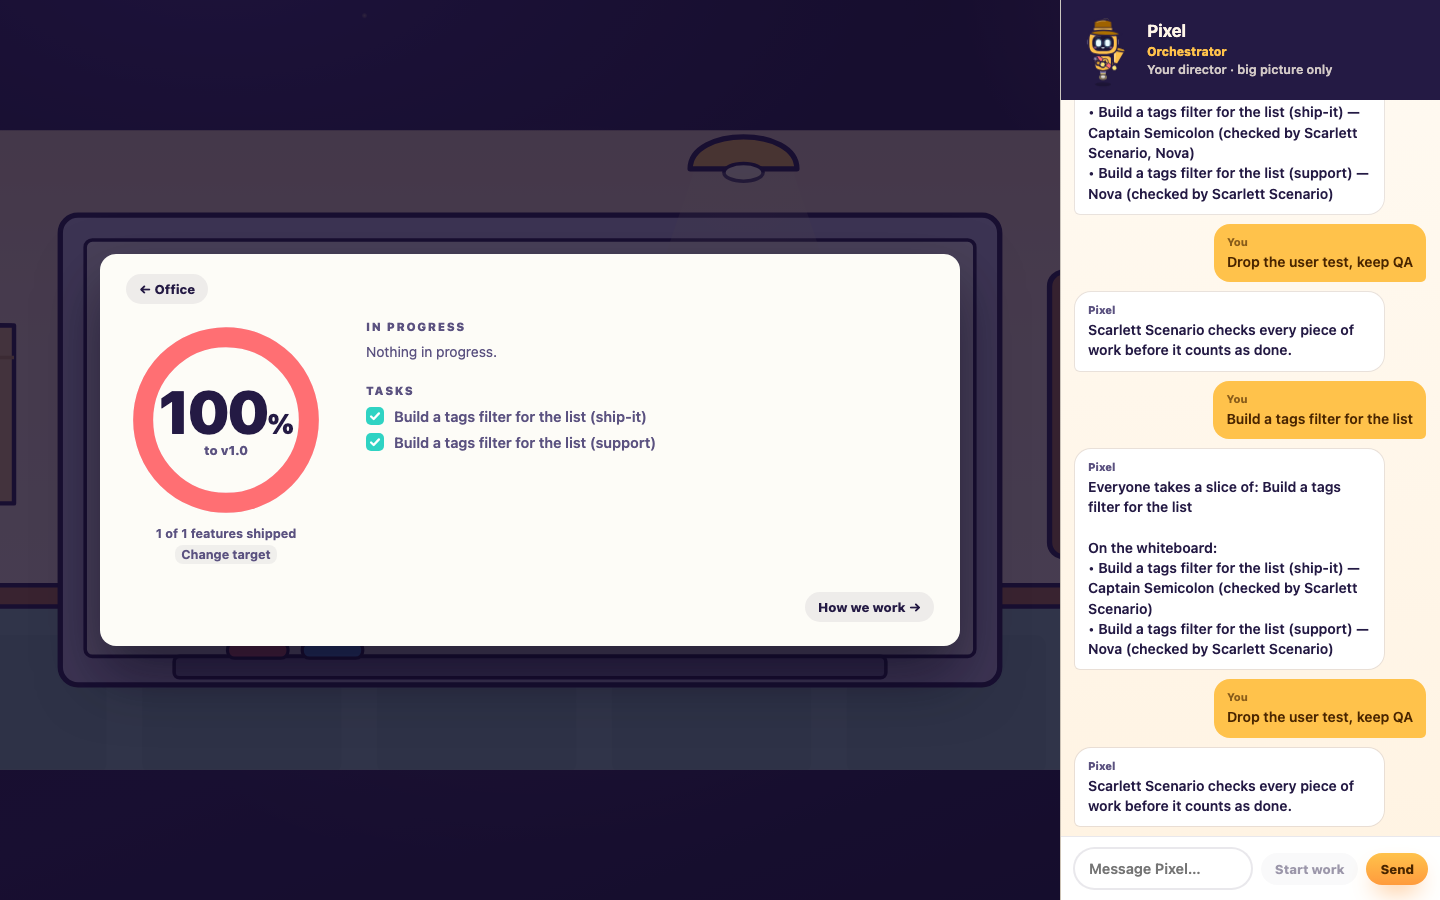 ← Office
100%
to v1.0
1 of 1 features shipped
Change target
IN PROGRESS
Nothing in progress.
TASKS
Build a tags filter for the list (ship-it)
Build a tags filter for the list (support)
How we work →
Pixel
Orchestrator
Your director · big picture only
• Build a tags filter for the list (ship-it) —
Captain Semicolon (checked by Scarlett
Scenario, Nova)
• Build a tags filter for the list (support) —
Nova (checked by Scarlett Scenario)
You
Drop the user test, keep QA
Pixel
Scarlett Scenario checks every piece of
work before it counts as done.
You
Build a tags filter for the list
Pixel
Everyone takes a slice of: Build a tags
filter for the list
On the whiteboard:
• Build a tags filter for the list (ship-it) —
Captain Semicolon (checked by Scarlett
Scenario)
• Build a tags filter for the list (support) —
Nova (checked by Scarlett Scenario)
You
Drop the user test, keep QA
Pixel
Scarlett Scenario checks every piece of
work before it counts as done.
Message Pixel...
Start work
Send